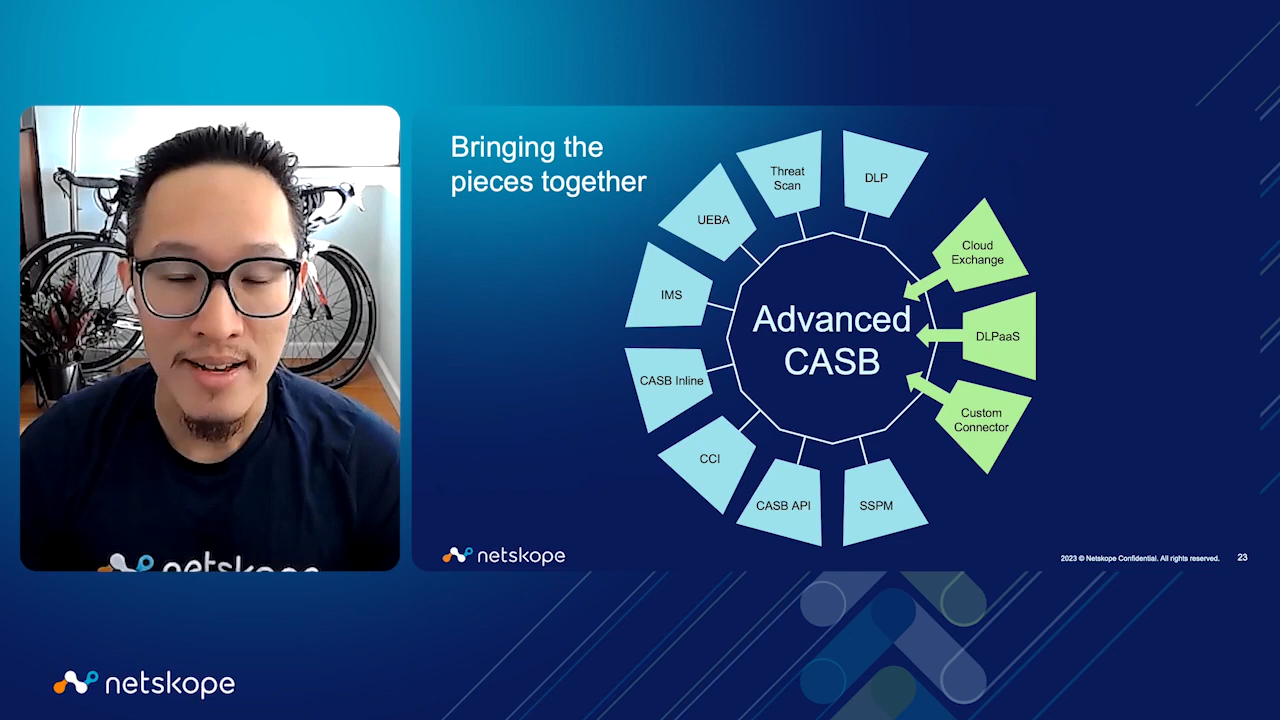 Bringing the
pieces together
Threat
Scan
DLP
UEBA
Cloud
Exchange
IMS
Advanced
CASB
DLPaaS
CASB Inline
Custom
Connector
CCI
CASB API
SSPM
netskope
netskope
2023 © Netskope Confidential. All rights reserved.
23
netskope